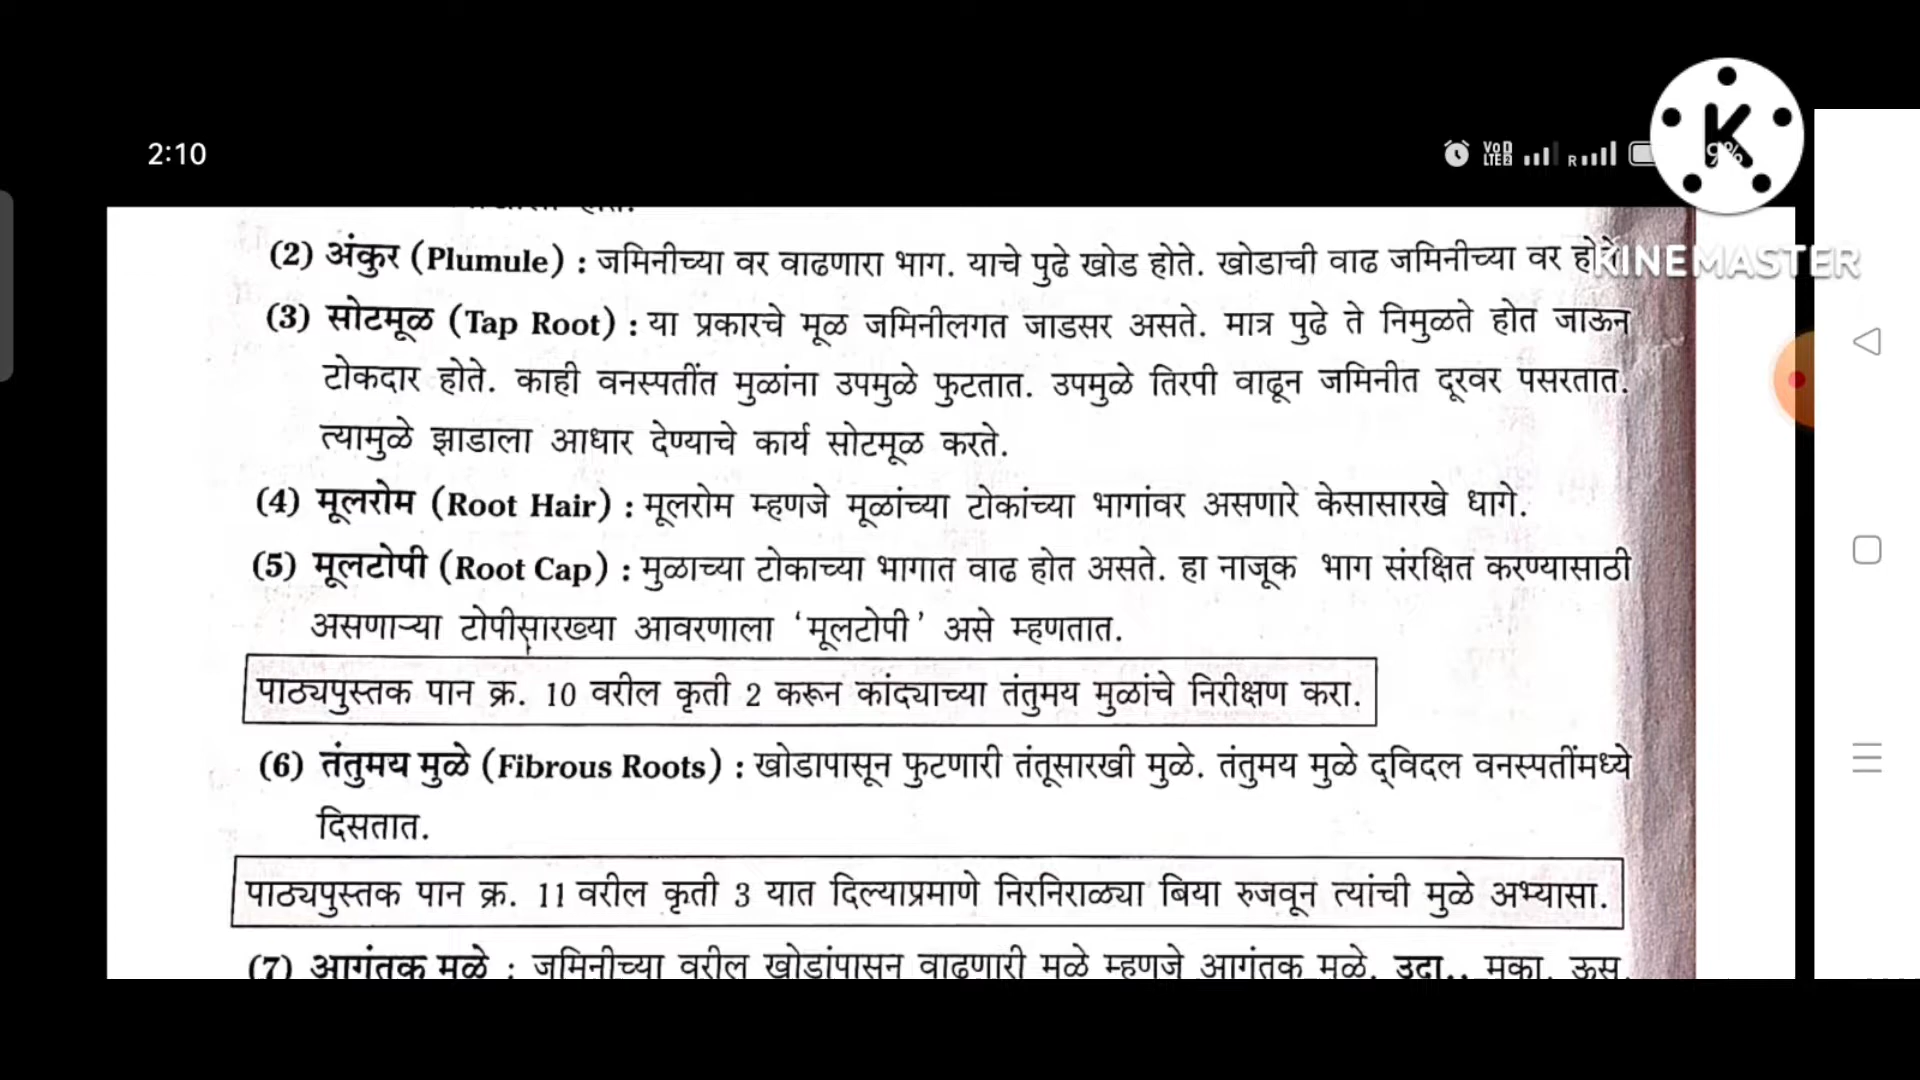 2:10
VoD LTE2 R 9%
K
KINEMASTER
होते.
(2) अंकुर (Plumule) : जमिनीच्या वर वाढणारा भाग. याचे पुढे खोड होते. खोडाची वाढ जमिनीच्या वर होते.
(3) सोटमूळ (Tap Root) : या प्रकारचे मूळ जमिनीलगत जाडसर असते. मात्र पुढे ते निमुळते होत जाऊन
टोकदार होते. काही वनस्पतींत मुळांना उपमुळे फुटतात. उपमुळे तिरपी वाढून जमिनीत दूरवर पसरतात.
त्यामुळे झाडाला आधार देण्याचे कार्य सोटमूळ करते.
(4) मूलरोम (Root Hair) : मूलरोम म्हणजे मूळांच्या टोकांच्या भागांवर असणारे केसासारखे धागे.
(5) मूलटोपी (Root Cap) : मुळाच्या टोकाच्या भागात वाढ होत असते. हा नाजूक भाग संरक्षित करण्यासाठी
असणाऱ्या टोपीसारख्या आवरणाला ‘मूलटोपी’ असे म्हणतात.
पाठ्यपुस्तक पान क्र. 10 वरील कृती 2 करून कांद्याच्या तंतुमय मुळांचे निरीक्षण करा.
(6) तंतुमय मुळे (Fibrous Roots) : खोडापासून फुटणारी तंतूसारखी मुळे. तंतुमय मुळे द्‌विदल वनस्पतींमध्ये
दिसतात.
पाठ्यपुस्तक पान क्र. 11 वरील कृती 3 यात दिल्याप्रमाणे निरनिराळ्या बिया रुजवून त्यांची मुळे अभ्यासा.
(7) आगंतुक मुळे : जमिनीच्या वरील खोडांपासून वाढणारी मुळे म्हणजे आगंतुक मुळे. उदा., मका, ऊस,